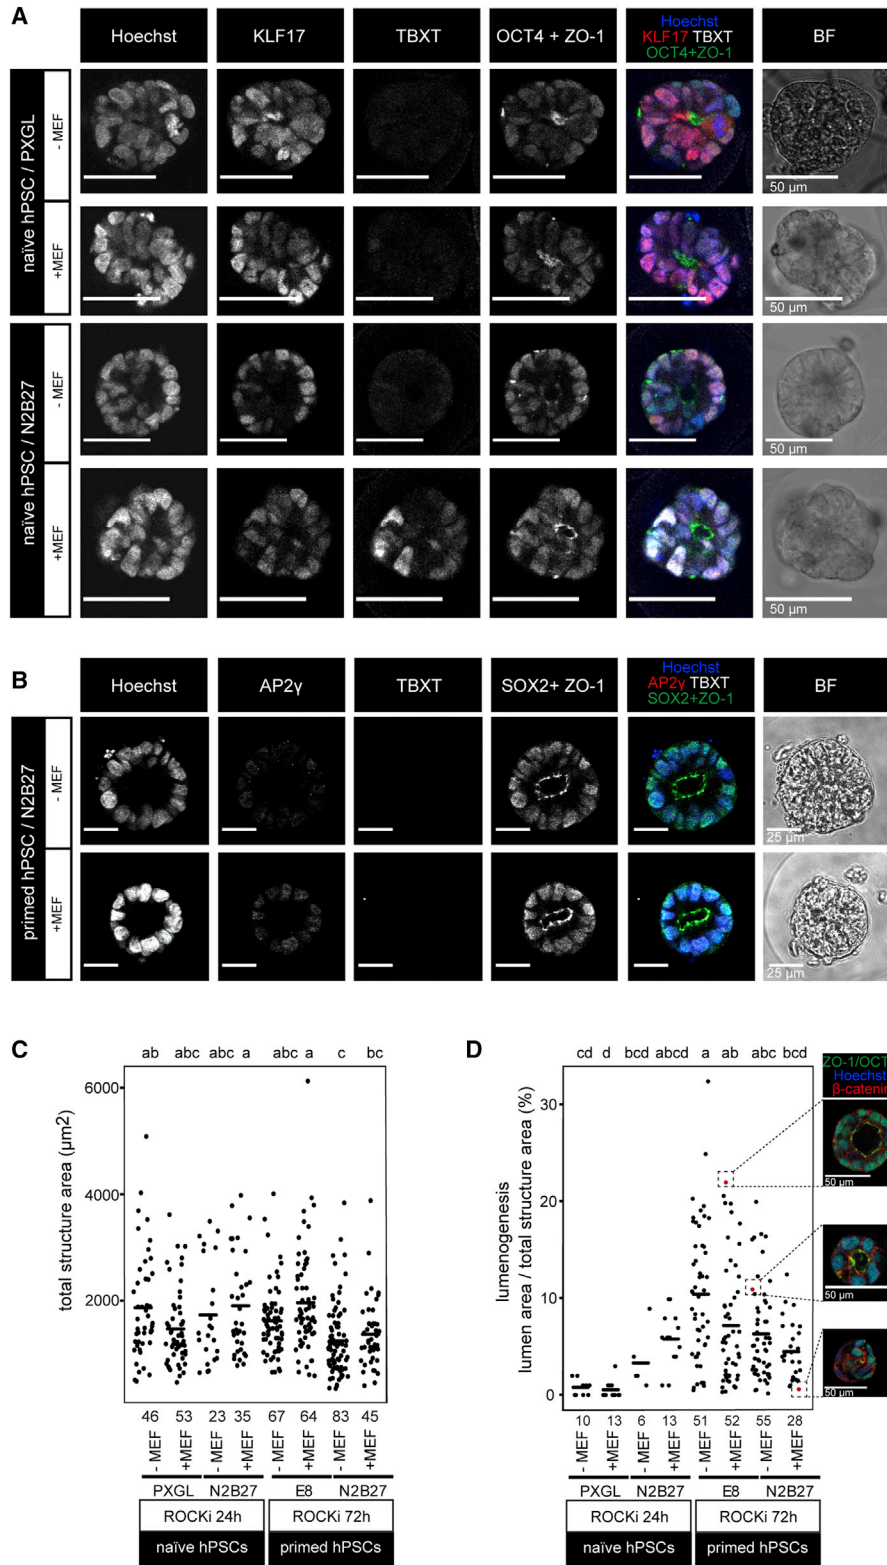 A
Hoechst
KLF17
TBXT
OCT4 + ZO-1
Hoechst
KLF17 TBXT
OCT4+ZO-1
BF
naïve hPSC / PXGL
- MEF
50 µm
+MEF
50 µm
naïve hPSC / N2B27
- MEF
50 µm
+MEF
50 µm
B
Hoechst
AP2γ
TBXT
SOX2+ ZO-1
Hoechst
AP2γ TBXT
SOX2+ZO-1
BF
primed hPSC / N2B27
- MEF
25 µm
+MEF
25 µm
C
ab abc abc a abc a c bc
total structure area (µm2)
6000
4000
2000
46 53 23 35 67 64 83 45
- MEF +MEF - MEF +MEF - MEF +MEF - MEF +MEF
PXGL N2B27 E8 N2B27
ROCKi 24h ROCKi 72h
naïve hPSCs primed hPSCs
D
cd d bcd abcd a ab abc bcd
lumenogenesis
lumen area / total structure area (%)
30
20
10
0
10 13 6 13 51 52 55 28
- MEF +MEF - MEF +MEF - MEF +MEF - MEF +MEF
PXGL N2B27 E8 N2B27
ROCKi 24h ROCKi 72h
naïve hPSCs primed hPSCs
ZO-1/OCT
Hoechst
β-catenin
50 µm
50 µm
50 µm